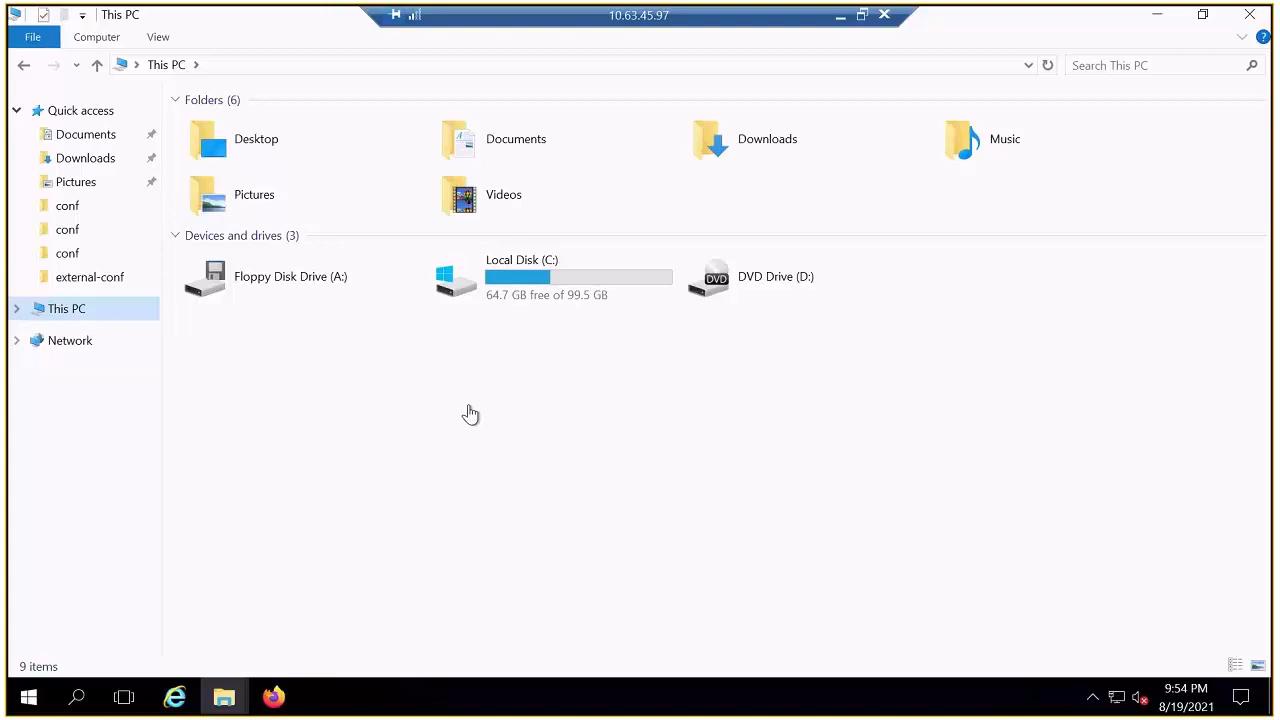 This PC
10.63.45.97
File
Computer
View
This PC
Search This PC
Quick access
Documents
Downloads
Pictures
conf
conf
conf
external-conf
This PC
Network
Folders (6)
Desktop
Documents
Downloads
Music
Pictures
Videos
Devices and drives (3)
Floppy Disk Drive (A:)
Local Disk (C:)
64.7 GB free of 99.5 GB
DVD
DVD Drive (D:)
9 items
9:54 PM
8/19/2021